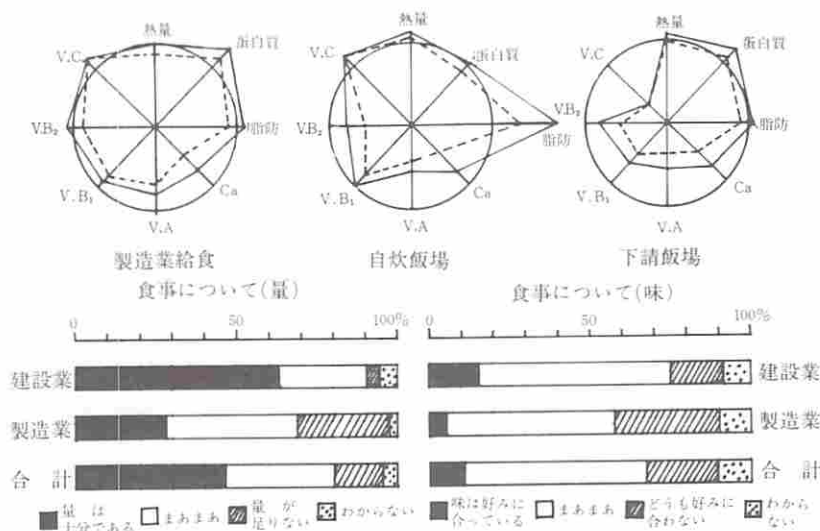 熱量
蛋白質
脂肪
Ca
V.A
V.B₁
V.B₂
V.C
製造業給食
熱量
蛋白質
脂肪
Ca
V.A
V.B₁
V.B₂
V.C
自炊飯場
熱量
蛋白質
脂肪
Ca
V.A
V.B₁
V.B₂
V.C
下請飯場
食事について(量)
0 50 100%
建設業
製造業
合計
量は十分である
まあまあ
量が足りない
わからない
食事について(味)
0 50 100%
建設業
製造業
合計
味は好みに合っている
まあまあ
どうも好みに合わない
わからない